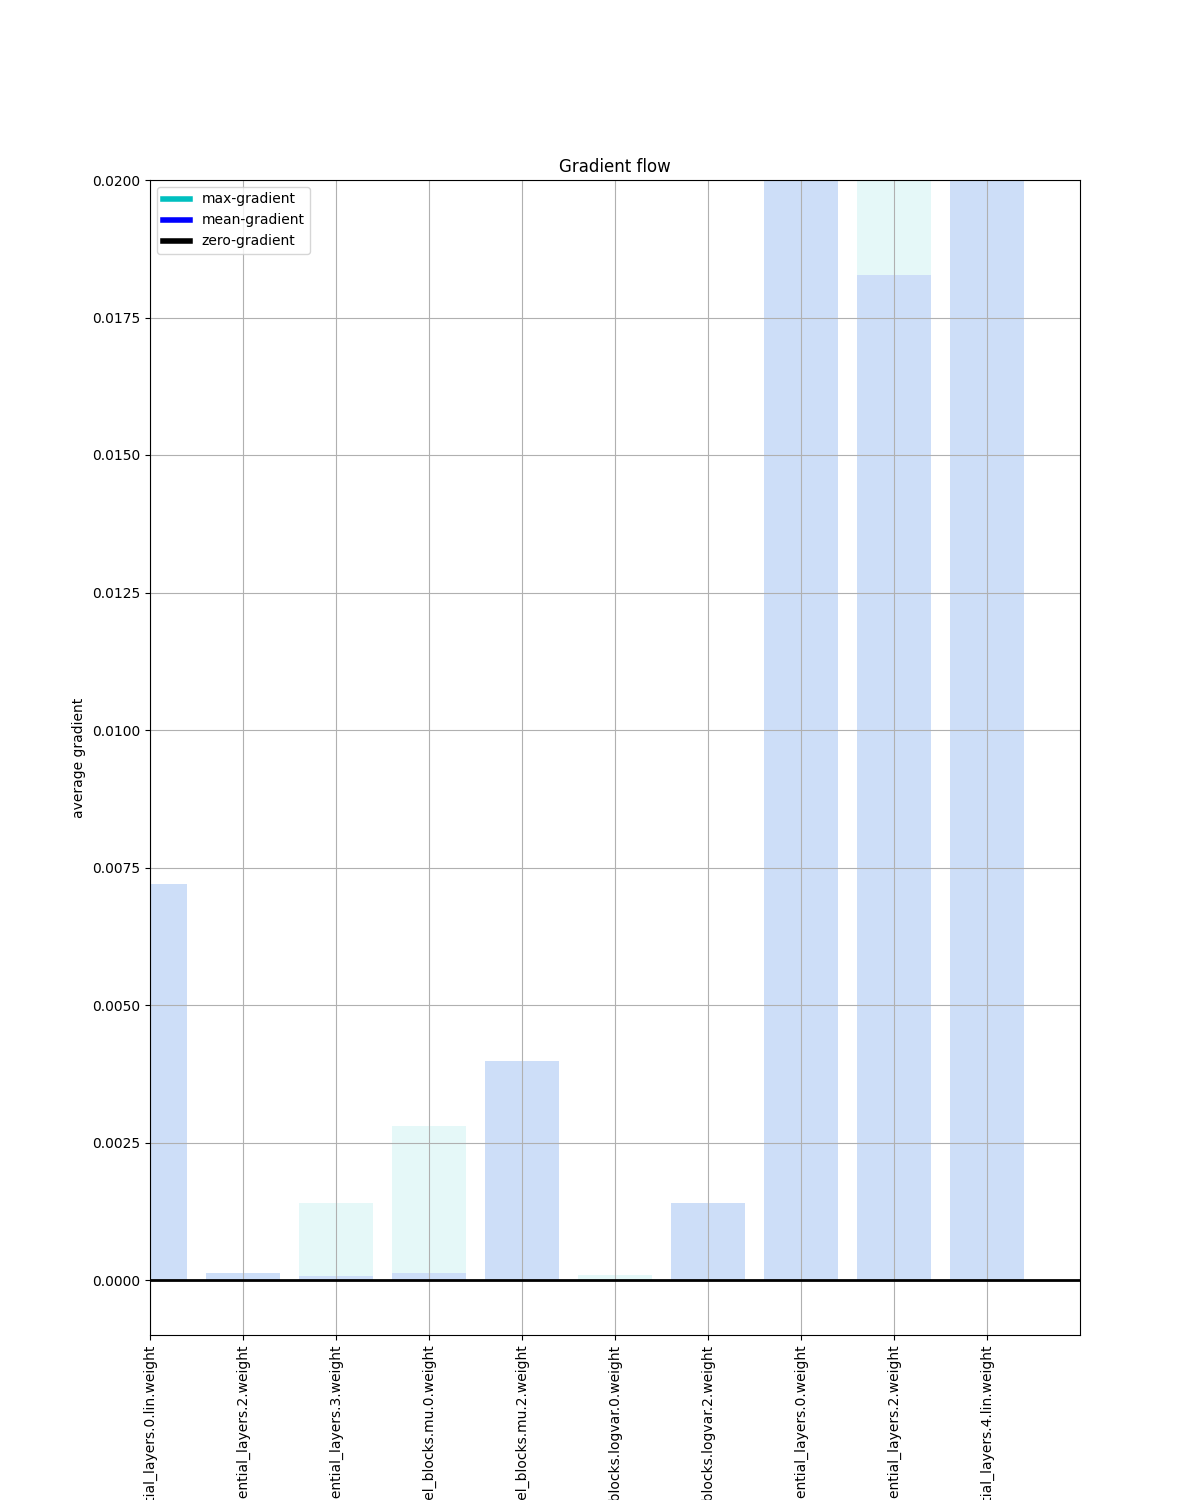 Gradient flow
max-gradient
mean-gradient
zero-gradient
0.0200
0.0175
0.0150
0.0125
0.0100
0.0075
0.0050
0.0025
0.0000
average gradient
tial_layers.0.lin.weight
ential_layers.2.weight
ential_layers.3.weight
el_blocks.mu.0.weight
el_blocks.mu.2.weight
blocks.logvar.0.weight
blocks.logvar.2.weight
ential_layers.0.weight
ential_layers.2.weight
tial_layers.4.lin.weight